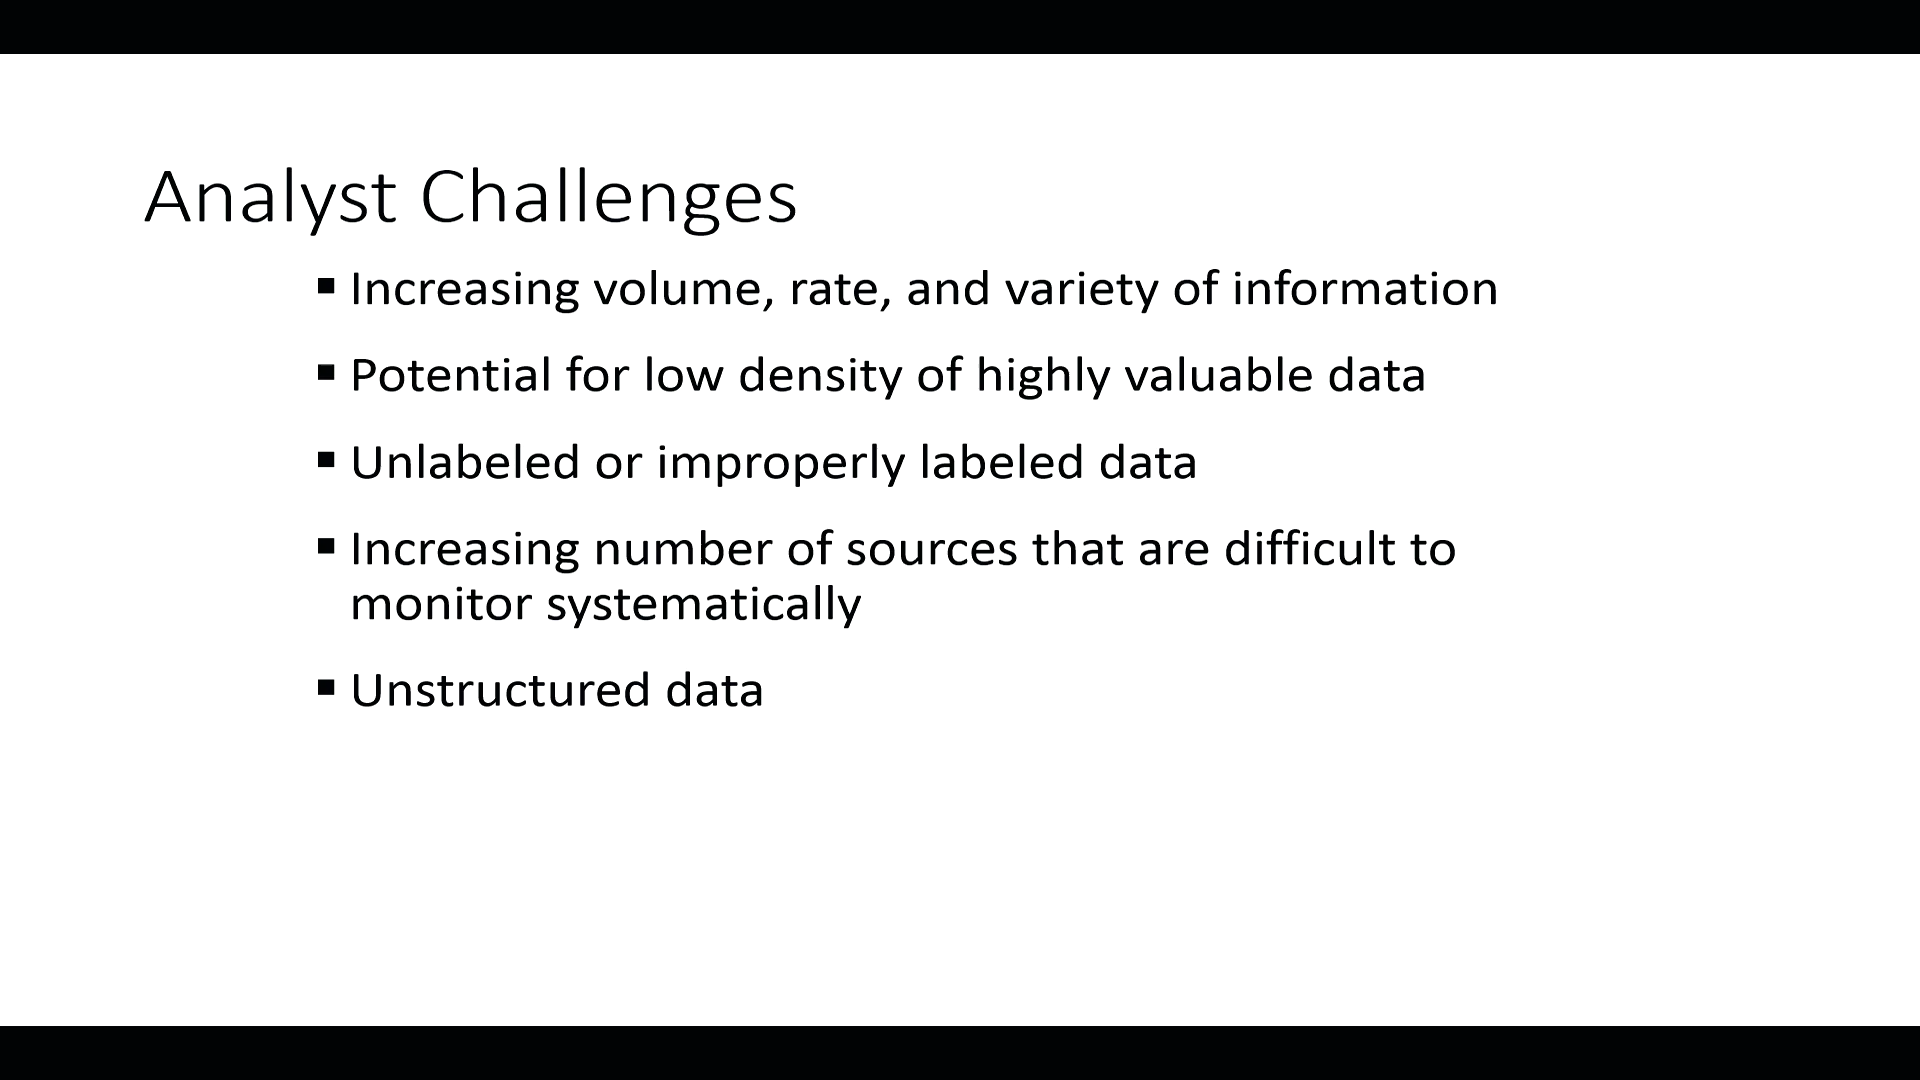 Analyst Challenges
▪ Increasing volume, rate, and variety of information
▪ Potential for low density of highly valuable data
▪ Unlabeled or improperly labeled data
▪ Increasing number of sources that are difficult to
monitor systematically
▪ Unstructured data